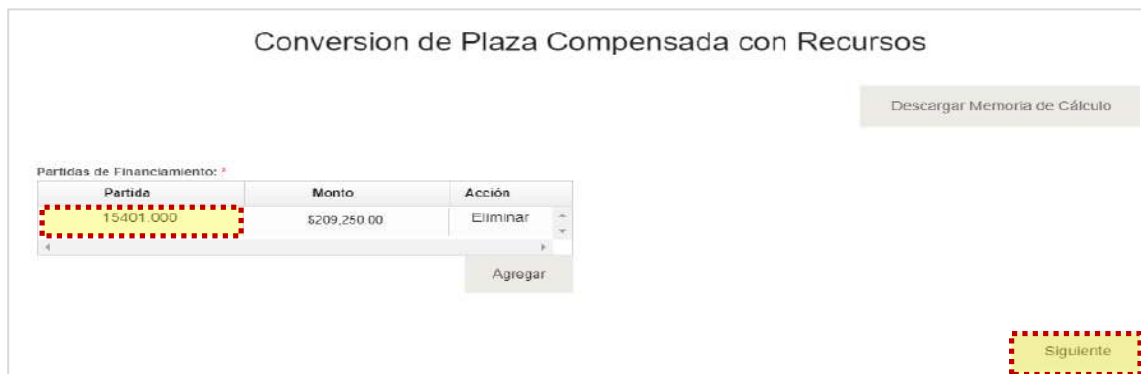 Conversion de Plaza Compensada con Recursos
Descargar Memoria de Cálculo
Partidas de Financiamiento: *
Partida Monto Acción
15401.000 $209,250.00 Eliminar
Agregar
Siguiente